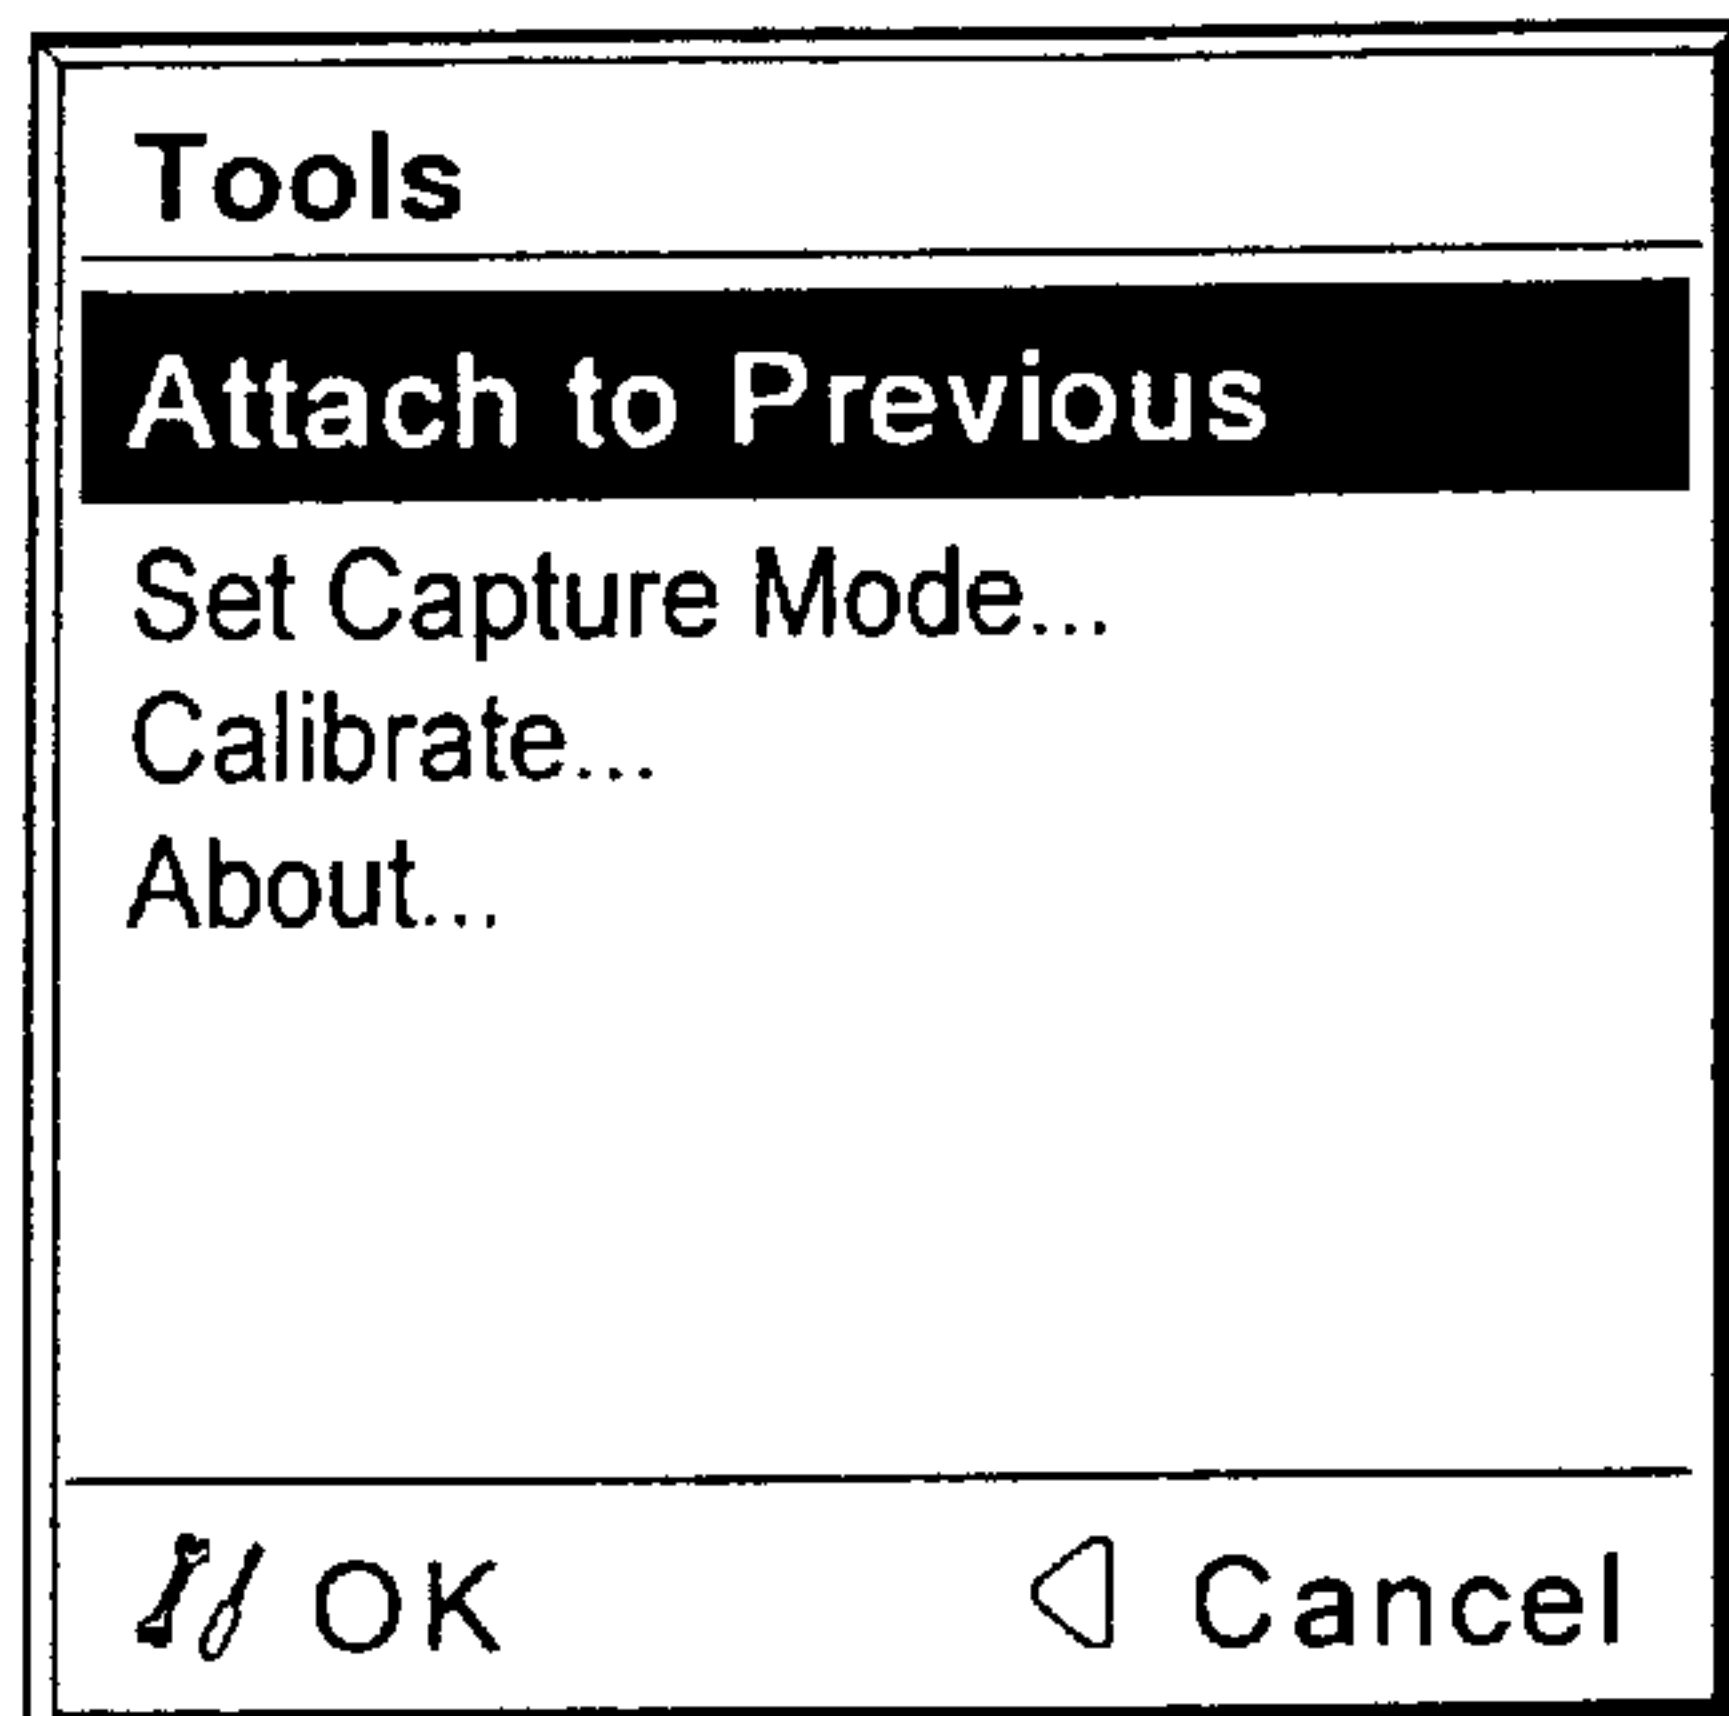 Tools
Attach to Previous
Set Capture Mode...
Calibrate...
About...
OK Cancel